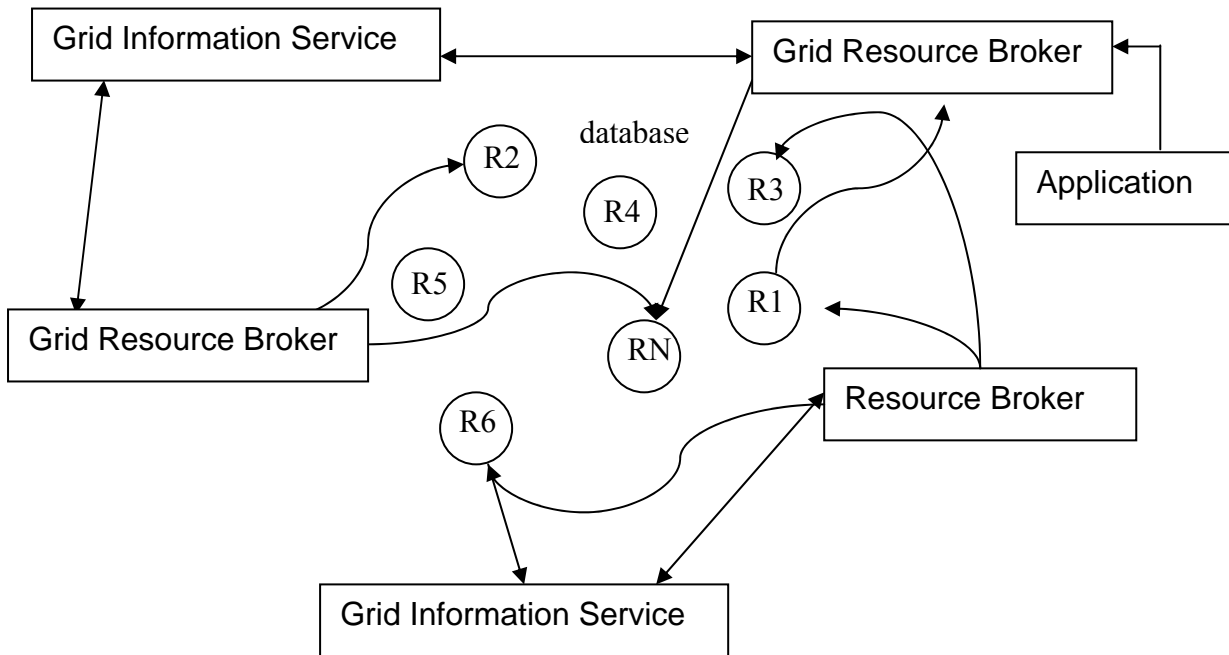 Grid Information Service
Grid Resource Broker
database
R2
R3
Application
R4
R5
R1
Grid Resource Broker
RN
Resource Broker
R6
Grid Information Service